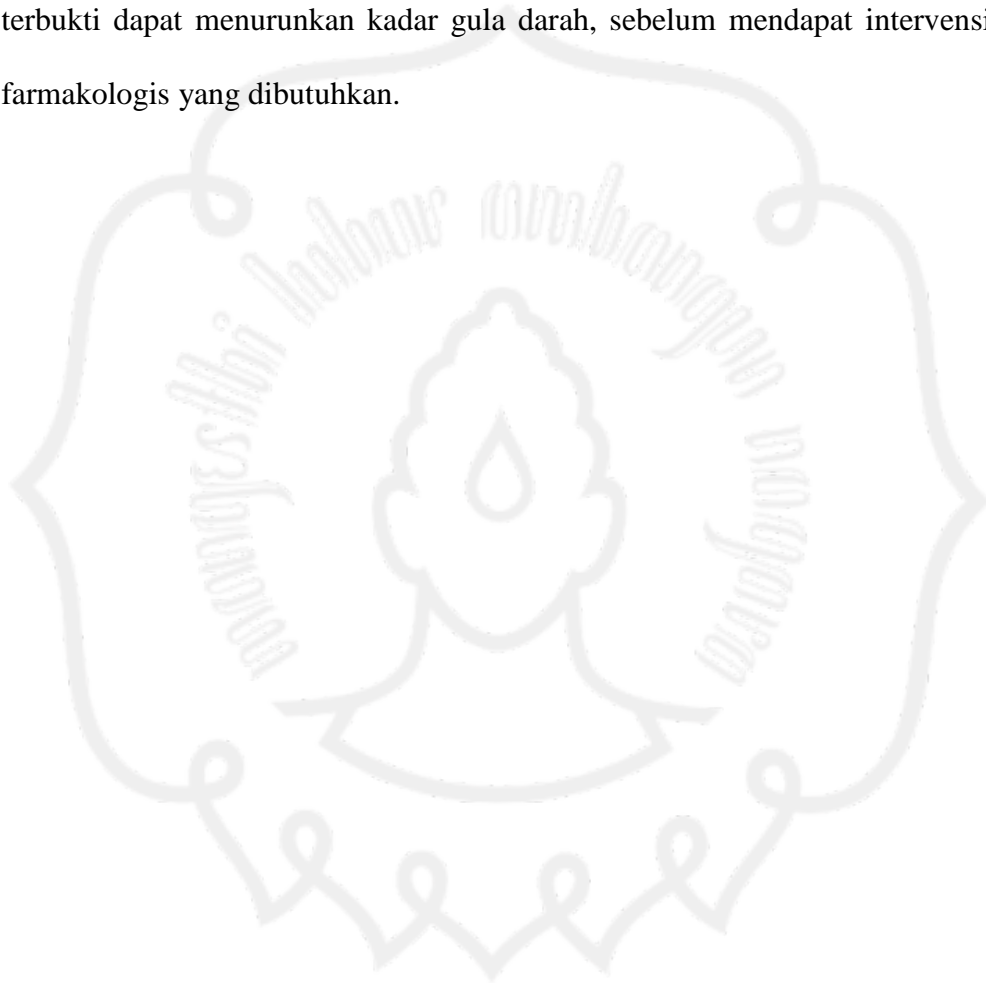 terbukti dapat menurunkan kadar gula darah, sebelum mendapat intervensi
farmakologis yang dibutuhkan.